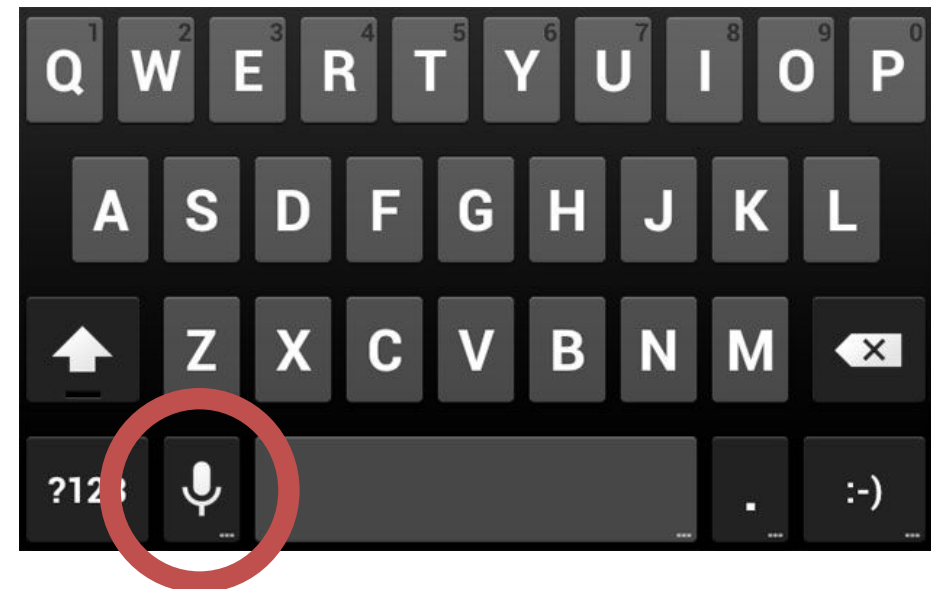 1 2 3 4 5 6 7 8 9 0
Q W E R T Y U I O P
A S D F G H J K L
Z X C V B N M
?123 . :-)